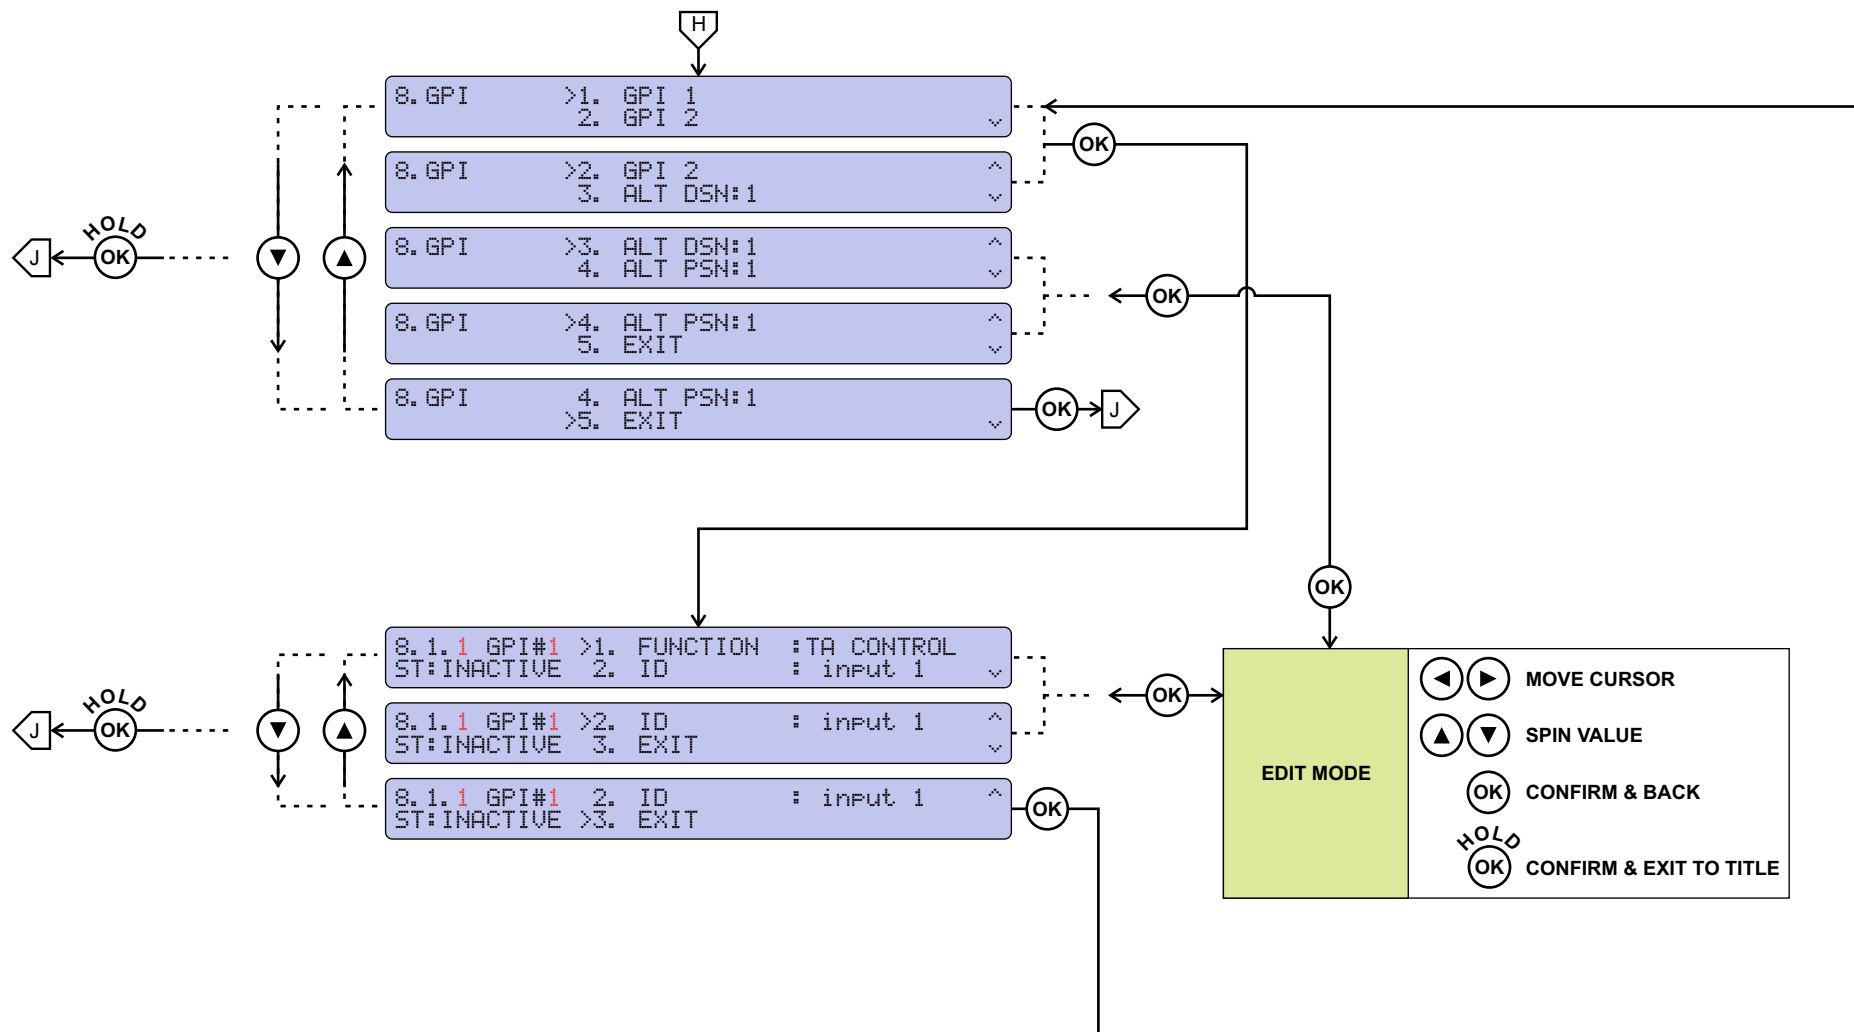 H
8.GPI >1. GPI 1
2. GPI 2
OK
8.GPI >2. GPI 2
3. ALT DSN:1
HOLD
J OK
8.GPI >3. ALT DSN:1
4. ALT PSN:1
OK
8.GPI >4. ALT PSN:1
5. EXIT
8.GPI 4. ALT PSN:1
>5. EXIT
OK J
OK
8.1.1 GPI#1 >1. FUNCTION :TA CONTROL
ST:INACTIVE 2. ID : input 1
HOLD
J OK
OK
8.1.1 GPI#1 >2. ID : input 1
ST:INACTIVE 3. EXIT
8.1.1 GPI#1 2. ID : input 1
ST:INACTIVE >3. EXIT
OK
EDIT MODE
MOVE CURSOR
SPIN VALUE
OK CONFIRM & BACK
HOLD
OK CONFIRM & EXIT TO TITLE